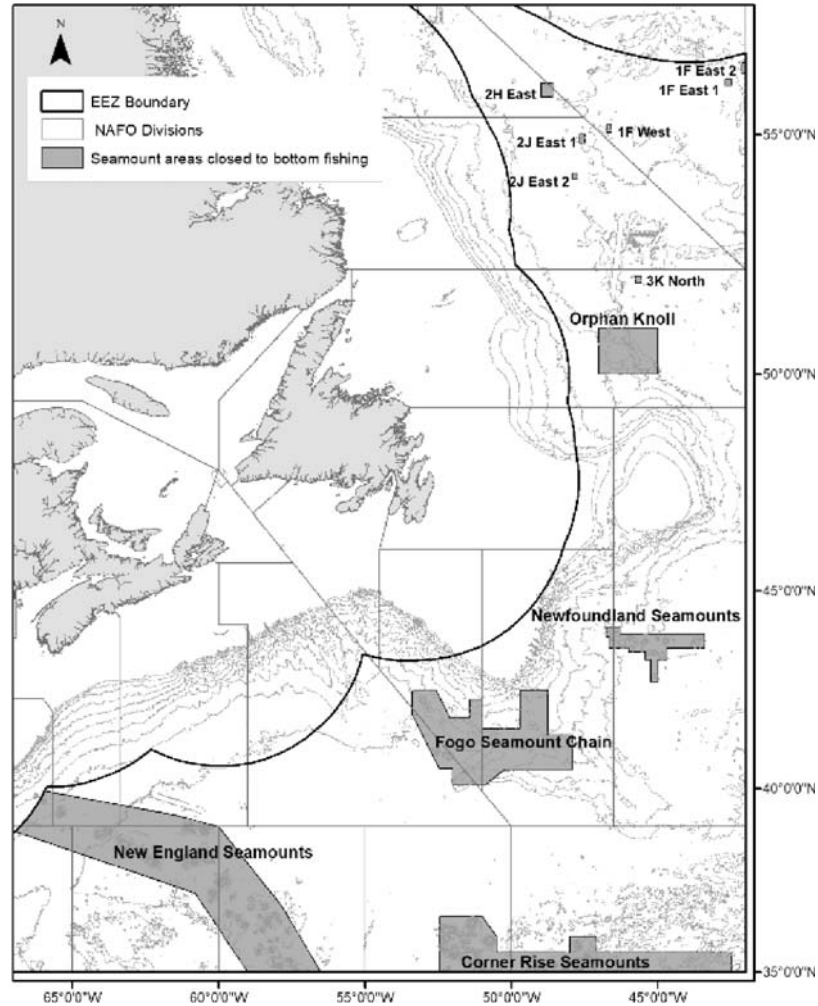 N
EEZ Boundary
NAFO Divisions
Seamount areas closed to bottom fishing
1F East 2
1F East 1
2H East
1F West
2J East 1
2J East 2
3K North
Orphan Knoll
Newfoundland Seamounts
Fogo Seamount Chain
New England Seamounts
Corner Rise Seamounts
55°0'0"N
50°0'0"N
45°0'0"N
40°0'0"N
35°0'0"N
65°0'0"W
60°0'0"W
55°0'0"W
50°0'0"W
45°0'0"W